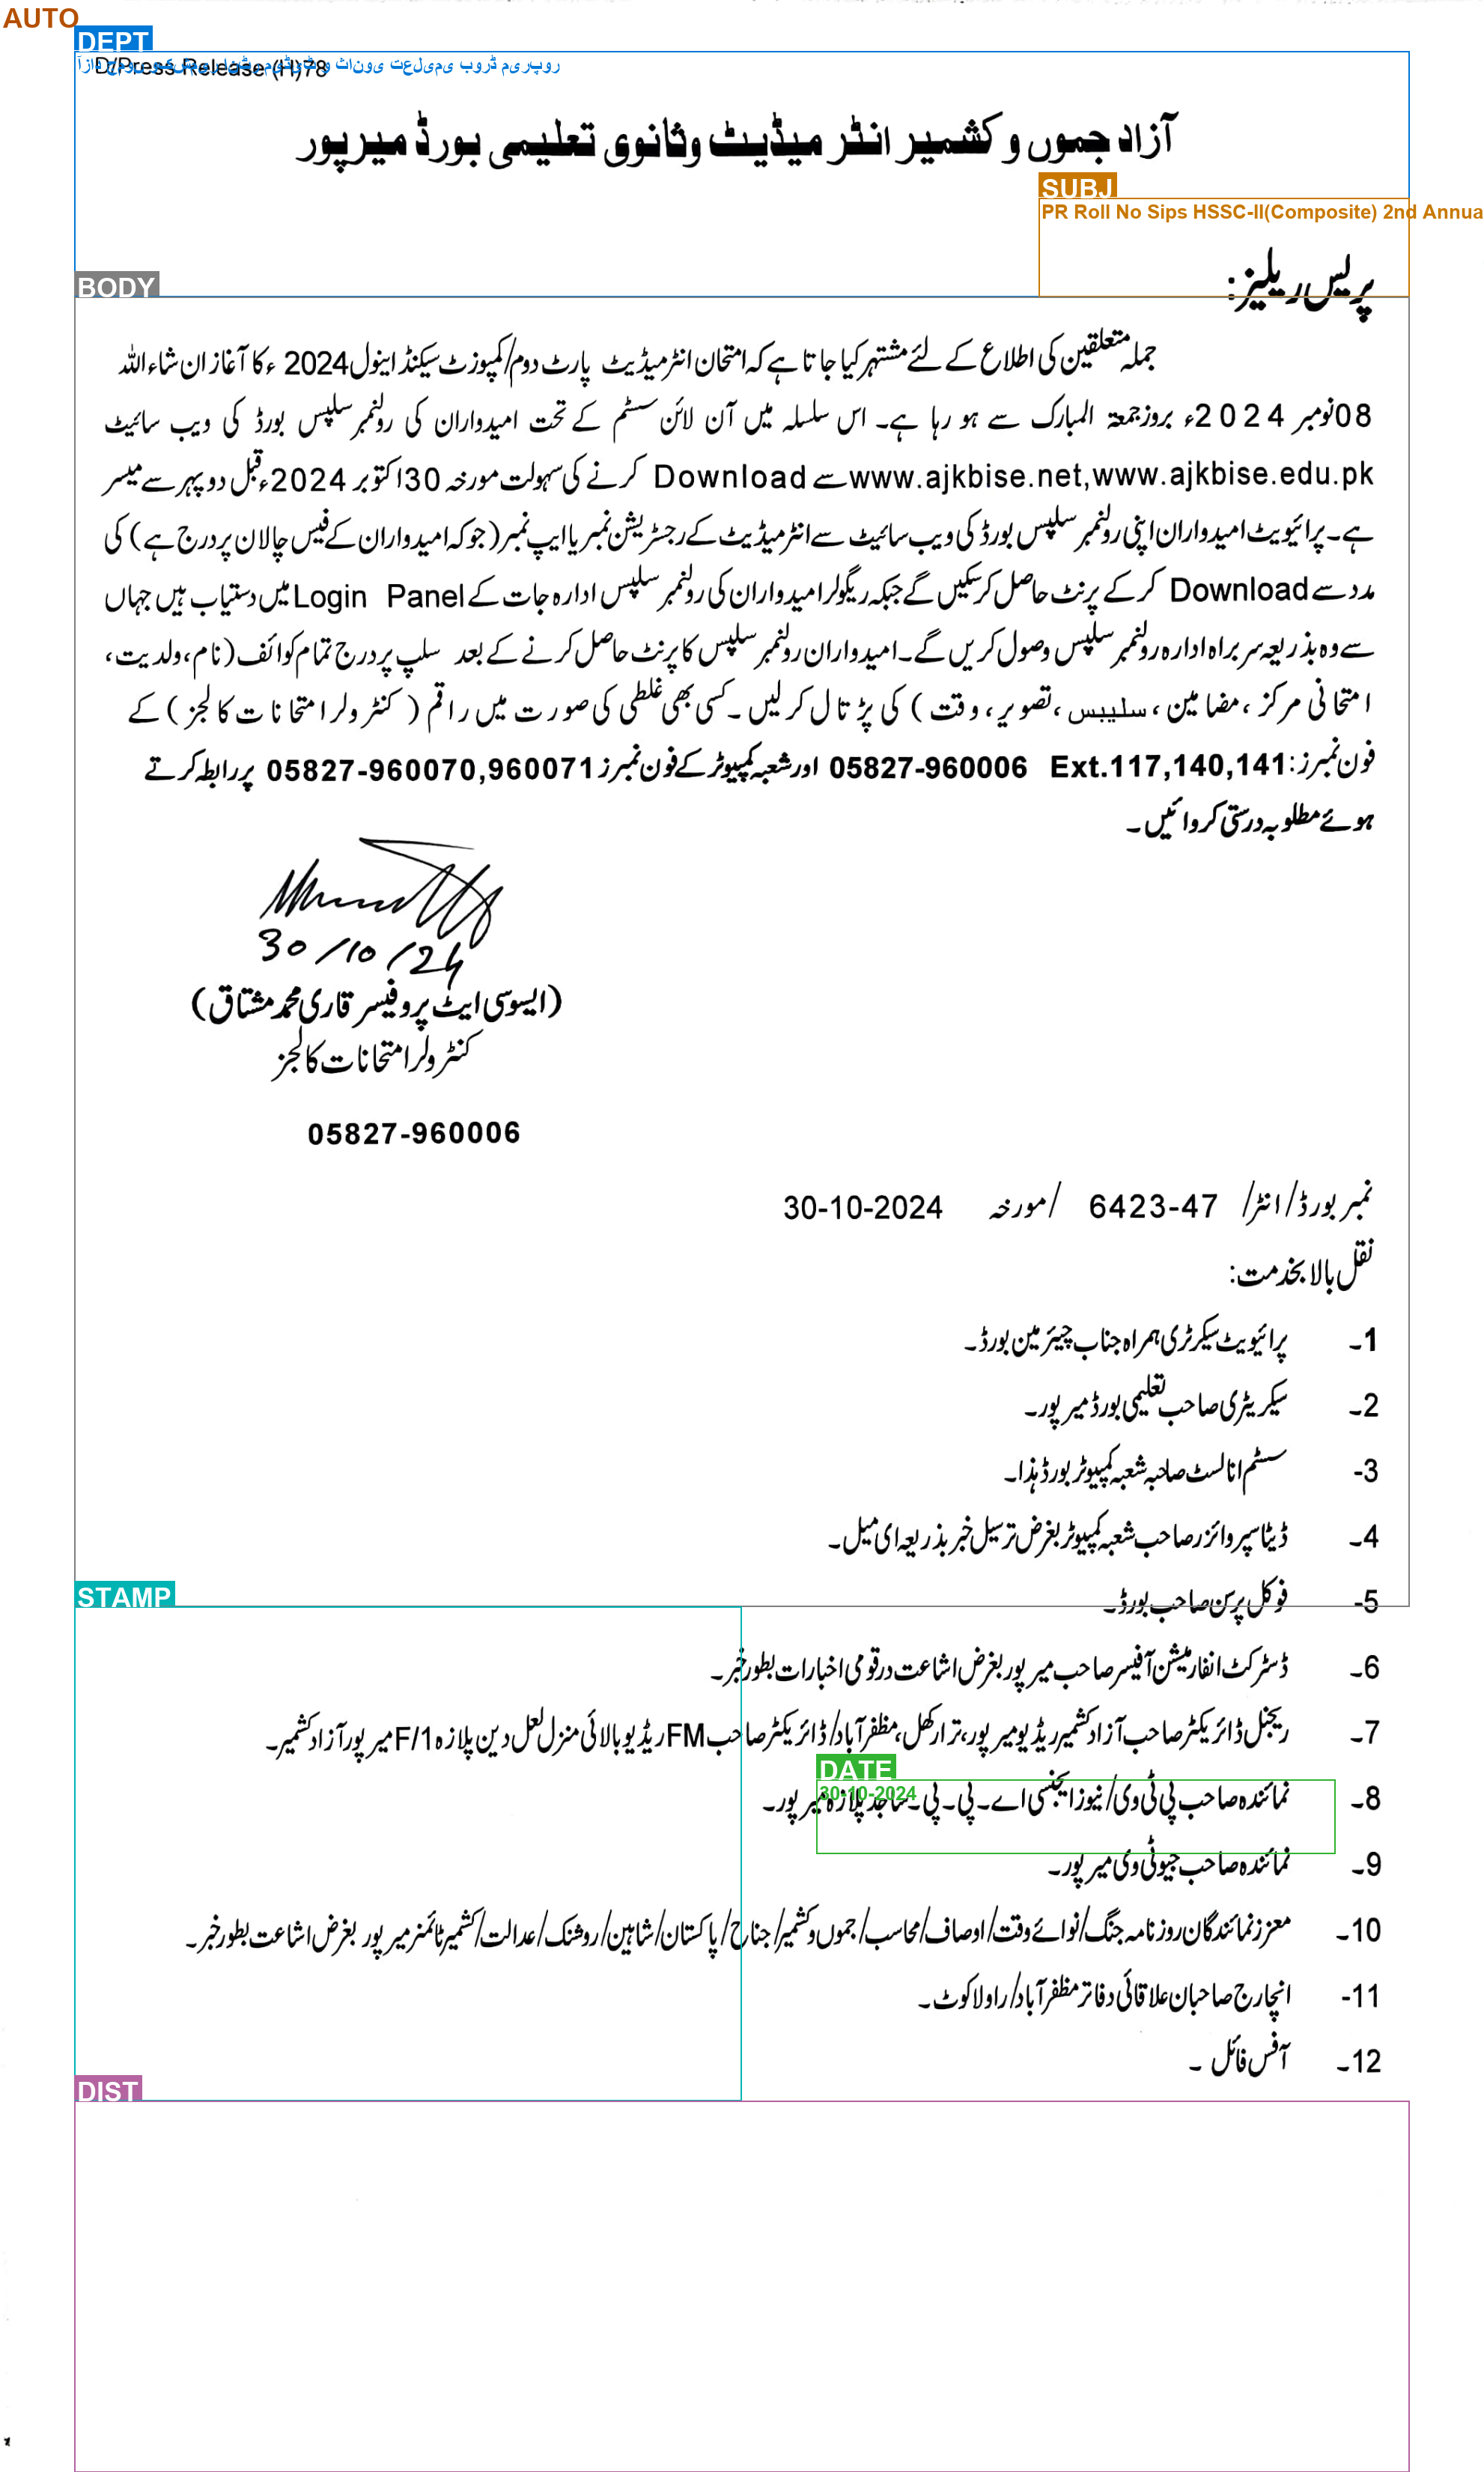 AUTO
DEPT
D/Press Release (H)78
آزاد جموں و کشمیر انٹر میڈیٹ وثانوی تعلیمی بورڈ میرپور
SUBJ
PR Roll No Sips HSSC-II(Composite) 2nd Annua
پریس ریلیز:
BODY
جملہ متعلقین کی اطلاع کے لئے مشتہر کیا جاتا ہے کہ امتحان انٹرمیڈیٹ پارٹ دوم/کمپوزٹ سیکنڈ اینول 2024ء کا آغاز ان شاءاللہ
08نومبر 2024ء بروزجمعۃ المبارک سے ہو رہا ہے۔ اس سلسلہ میں آن لائن سسٹم کے تحت امیدواران کی رولنمبر سلپس بورڈ کی ویب سائیٹ
www.ajkbise.net,www.ajkbise.edu.pk سے Download کرنے کی سہولت مورخہ 30اکتوبر 2024ء قبل دوپہر سے میسر
ہے۔ پرائیویٹ امیدواران اپنی رولنمبر سلپس بورڈ کی ویب سائیٹ سے انٹرمیڈیٹ کے رجسٹریشن نمبر یا ایپ نمبر (جو کہ امیدواران کے فیس چالان پر درج ہے) کی
مدد سے Download کر کے پرنٹ حاصل کر سکیں گے جبکہ ریگولر امیدواران کی رولنمبر سلپس ادارہ جات کے Login Panel میں دستیاب ہیں جہاں
سے وہ بذریعہ سربراہ ادارہ رولنمبر سلپس وصول کریں گے۔ امیدواران رولنمبر سلپس کا پرنٹ حاصل کرنے کے بعد سلپ پر درج تمام کوائف (نام، ولدیت،
امتحانی مرکز، مضامین، سلیبس، تصویر، وقت) کی پڑتال کر لیں۔ کسی بھی غلطی کی صورت میں راقم (کنٹرولر امتحانات کالجز) کے
فون نمبرز: 05827-960006 Ext.117,140,141 اور شعبہ کمپیوٹر کے فون نمبرز 05827-960070,960071 پر رابطہ کرتے
ہوئے مطلوبہ درستی کروائیں۔
30/10/24
(ایسوسی ایٹ پروفیسر قاری محمد مشتاق)
کنٹرولر امتحانات کالجز
05827-960006
نمبر بورڈ/انٹر/ 6423-47 /مورخہ 30-10-2024
نقل بالا بخدمت:
1۔ پرائیویٹ سیکرٹری ہمراہ جناب چیئرمین بورڈ۔
2۔ سیکریٹری صاحب تعلیمی بورڈ میرپور۔
3- سسٹم انالسٹ صاحبہ شعبہ کمپیوٹر بورڈ ہذا۔
4۔ ڈیٹا سپروائزر صاحب شعبہ کمپیوٹر بغرض ترسیل خبر بذریعہ ای میل۔
5- فوکل پرسن صاحب بورڈ۔
STAMP
6۔ ڈسٹرکٹ انفارمیشن آفیسر صاحب میرپور بغرض اشاعت در قومی اخبارات بطور خبر۔
7۔ ریجنل ڈائریکٹر صاحب آزاد کشمیر ریڈیو میرپور، تراڑکھل، مظفرآباد/ڈائریکٹر صاحب FM ریڈیو بالائی منزل لعل دین پلازہ F/1 میرپور آزاد کشمیر۔
DATE
30-10-2024
8۔ نمائندہ صاحب پی ٹی وی/نیوز ایجنسی اے۔پی۔پی۔ ساجد پلازہ میرپور۔
9۔ نمائندہ صاحب جیو ٹی وی میرپور۔
10۔ معزز نمائندگان روزنامہ جنگ/نوائے وقت/اوصاف/محاسب/جموں وکشمیر/جناح/پاکستان/شاہین/روشنک/عدالت/کشمیر ٹائمنز میرپور بغرض اشاعت بطور خبر۔
11- انچارج صاحبان علاقائی دفاتر مظفرآباد/راولاکوٹ۔
12۔ آفس فائل۔
DIST